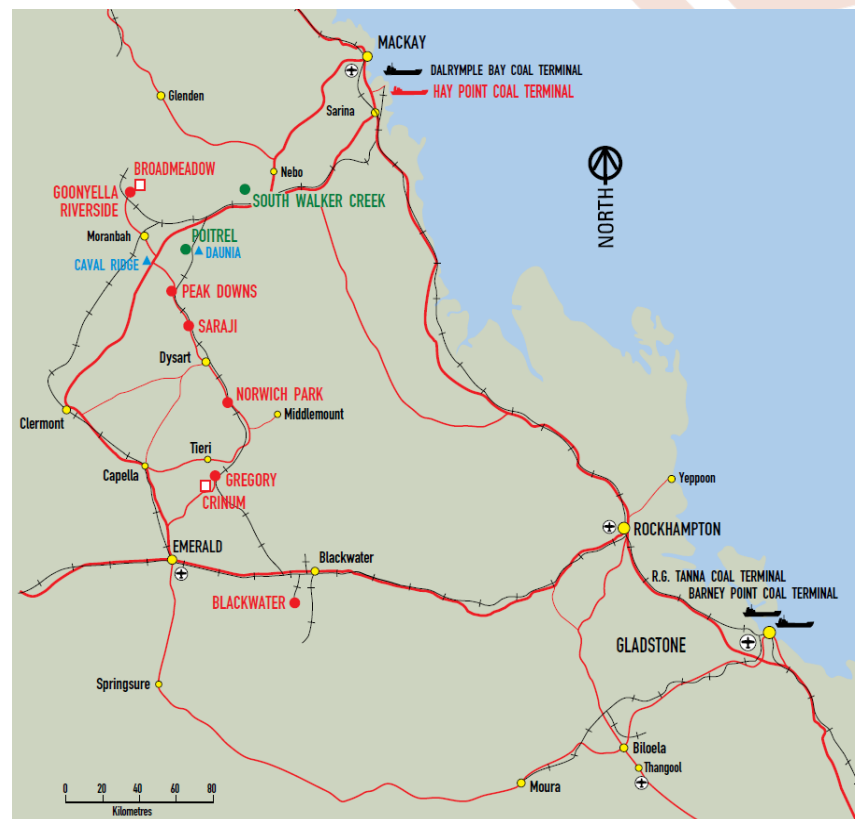 MACKAY
DALRYMPLE BAY COAL TERMINAL
HAY POINT COAL TERMINAL
Glenden
Sarina
BROADMEADOW
Nebo
GOONYELLA
RIVERSIDE
SOUTH WALKER CREEK
NORTH
Moranbah
POITREL
DAUNIA
CAVAL RIDGE
PEAK DOWNS
SARAJI
Dysart
NORWICH PARK
Middlemount
Clermont
Tieri
Capella
GREGORY
CRINUM
Yeppoon
ROCKHAMPTON
EMERALD
Blackwater
R.G. TANNA COAL TERMINAL
BARNEY POINT COAL TERMINAL
BLACKWATER
GLADSTONE
Springsure
Biloela
Thangool
Moura
0 20 40 60 80
Kilometres